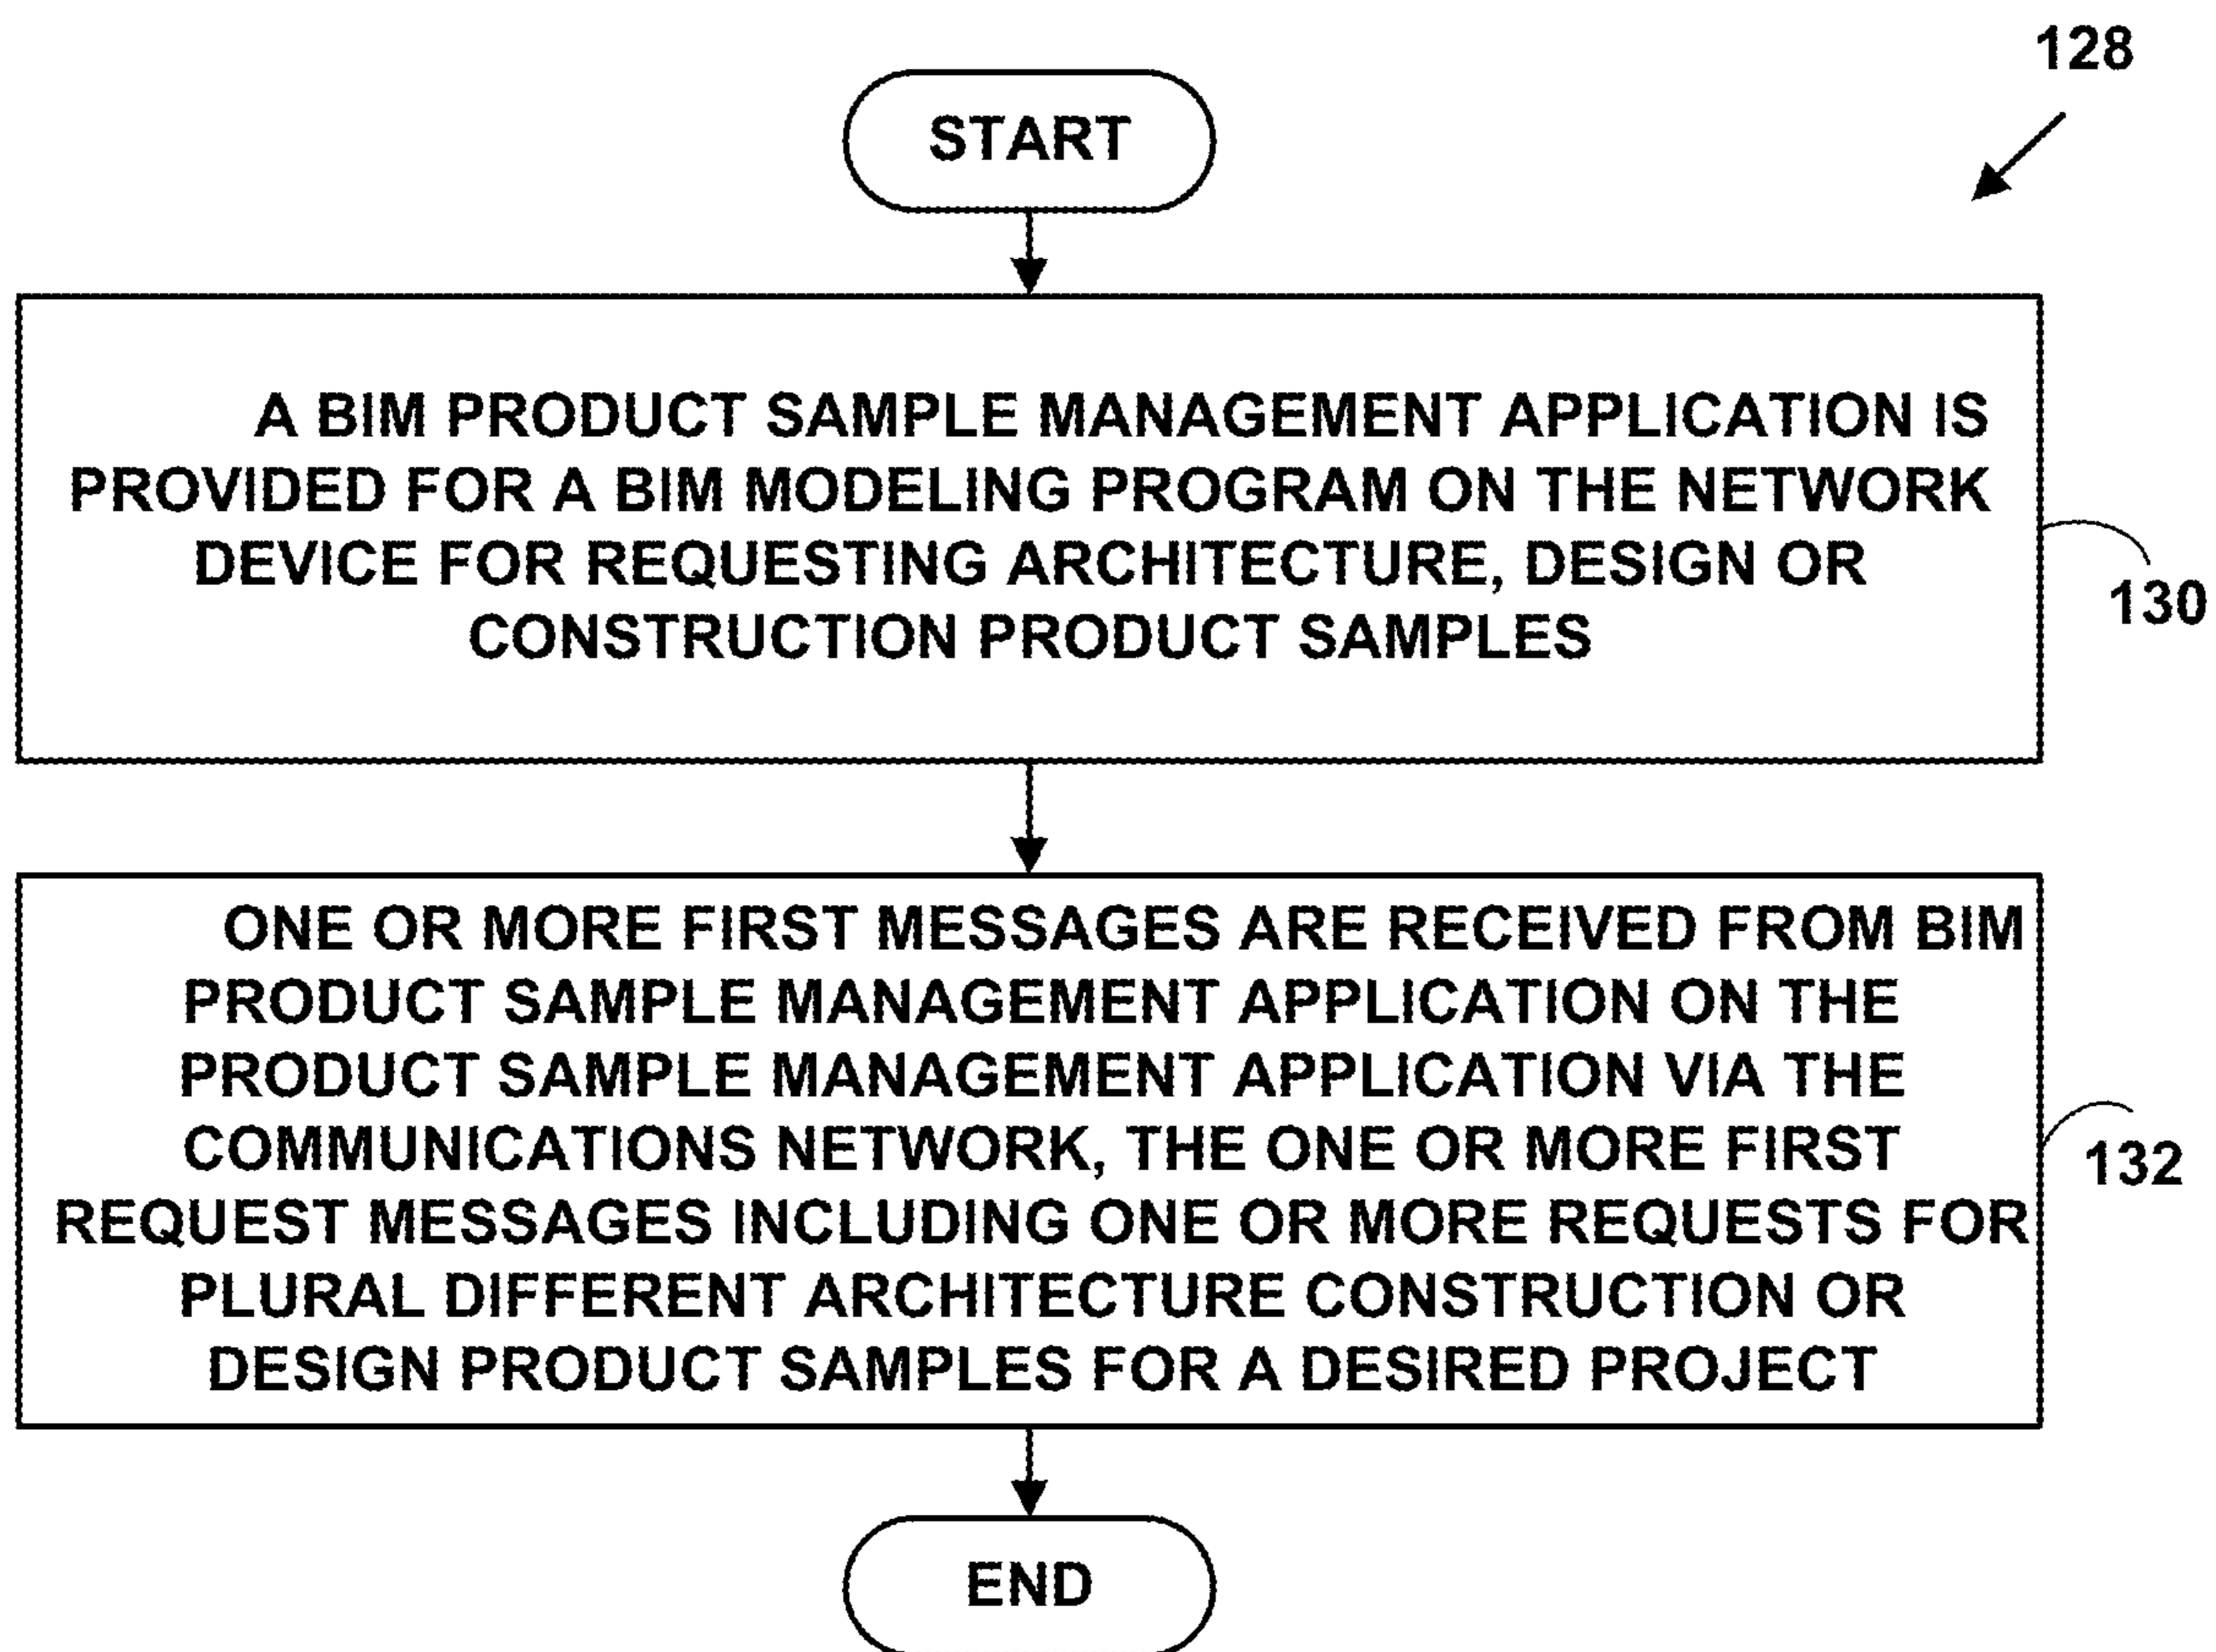 128
START
A BIM PRODUCT SAMPLE MANAGEMENT APPLICATION IS
PROVIDED FOR A BIM MODELING PROGRAM ON THE NETWORK
DEVICE FOR REQUESTING ARCHITECTURE, DESIGN OR
CONSTRUCTION PRODUCT SAMPLES
130
ONE OR MORE FIRST MESSAGES ARE RECEIVED FROM BIM
PRODUCT SAMPLE MANAGEMENT APPLICATION ON THE
PRODUCT SAMPLE MANAGEMENT APPLICATION VIA THE
COMMUNICATIONS NETWORK, THE ONE OR MORE FIRST
REQUEST MESSAGES INCLUDING ONE OR MORE REQUESTS FOR
PLURAL DIFFERENT ARCHITECTURE CONSTRUCTION OR
DESIGN PRODUCT SAMPLES FOR A DESIRED PROJECT
132
END